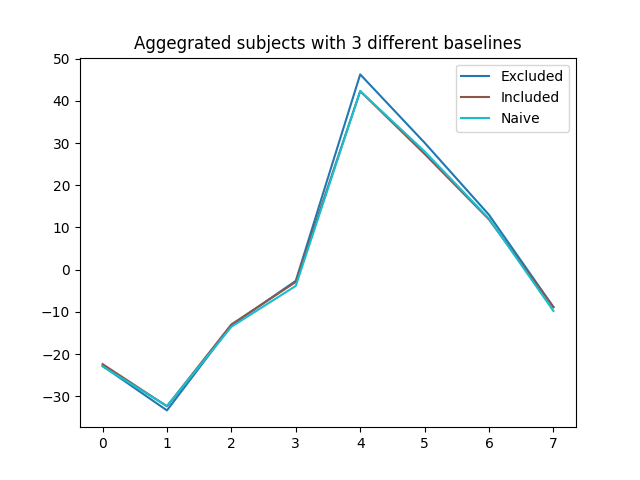 Aggegrated subjects with 3 different baselines
50
40
30
20
10
0
−10
−20
−30
Excluded
Included
Naive
0 1 2 3 4 5 6 7